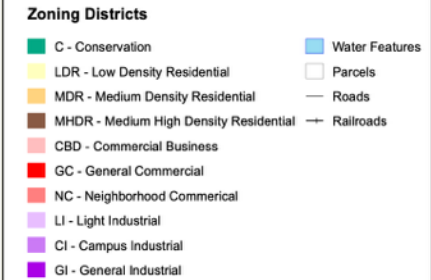 Zoning Districts
C - Conservation
LDR - Low Density Residential
MDR - Medium Density Residential
MHDR - Medium High Density Residential
CBD - Commercial Business
GC - General Commercial
NC - Neighborhood Commerical
LI - Light Industrial
CI - Campus Industrial
GI - General Industrial
Water Features
Parcels
Roads
Railroads